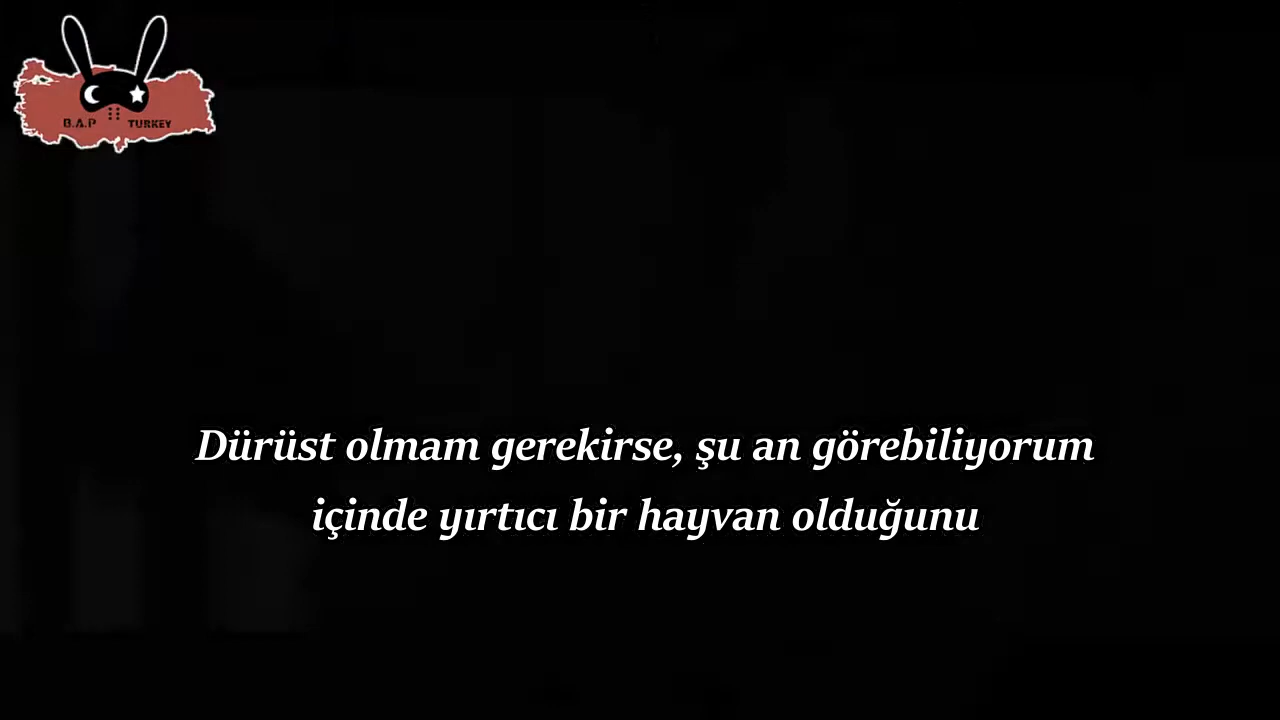 B.A.P TURKEY
Dürüst olmam gerekirse, şu an görebiliyorum
içinde yırtıcı bir hayvan olduğunu